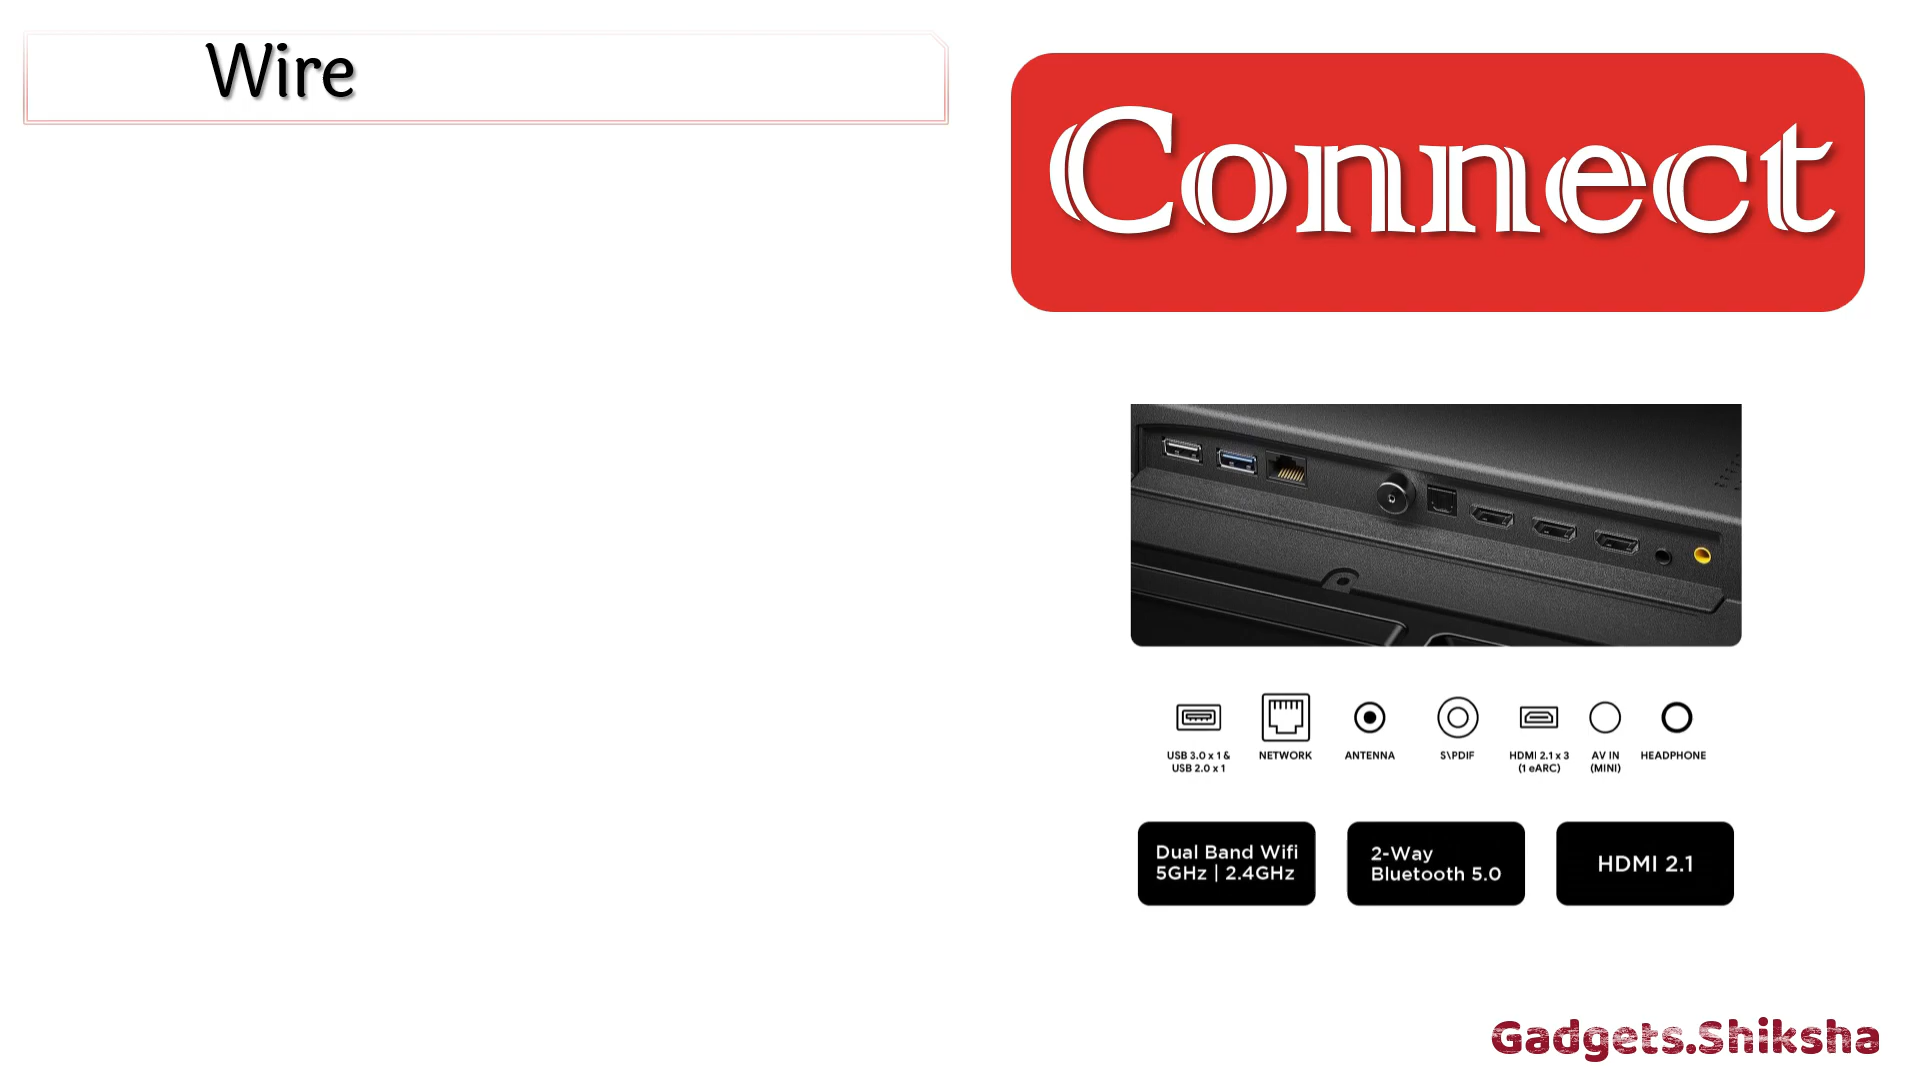 Wire
Connect
USB 3.0 x 1 &
USB 2.0 x 1
NETWORK
ANTENNA
S\PDIF
HDMI 2.1 x 3
(1 eARC)
AV IN
(MINI)
HEADPHONE
Dual Band Wifi
5GHz | 2.4GHz
2-Way
Bluetooth 5.0
HDMI 2.1
Gadgets.Shiksha